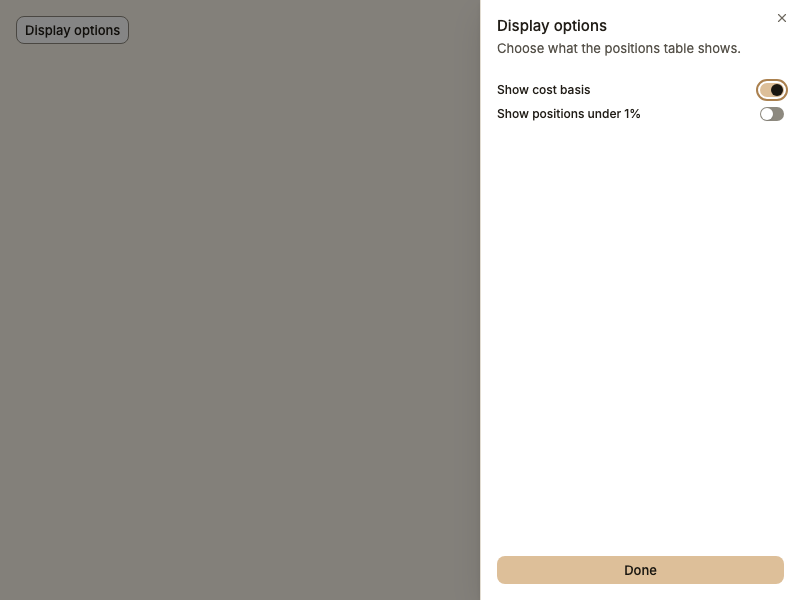 Display options
Display options
Choose what the positions table shows.
Show cost basis
Show positions under 1%
Done